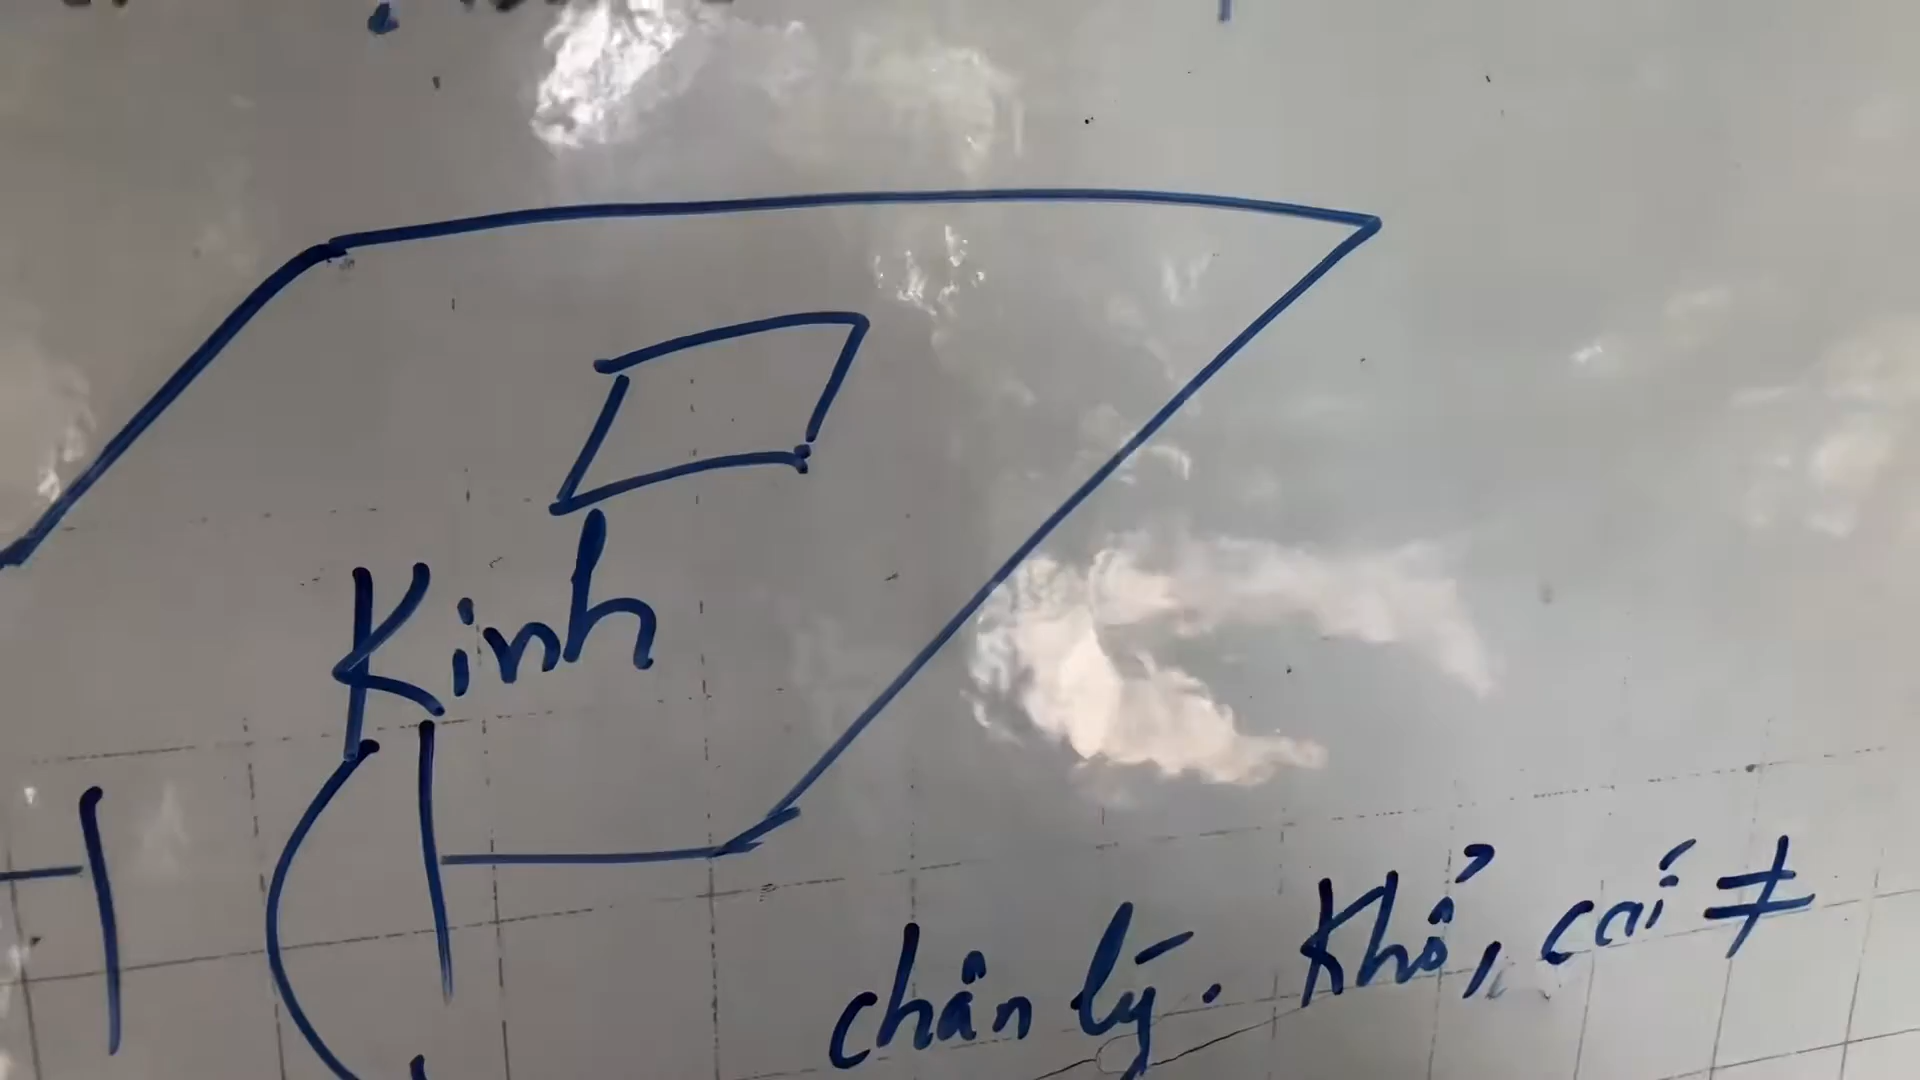 Kinh
chân lý. Khổ, cái ≠